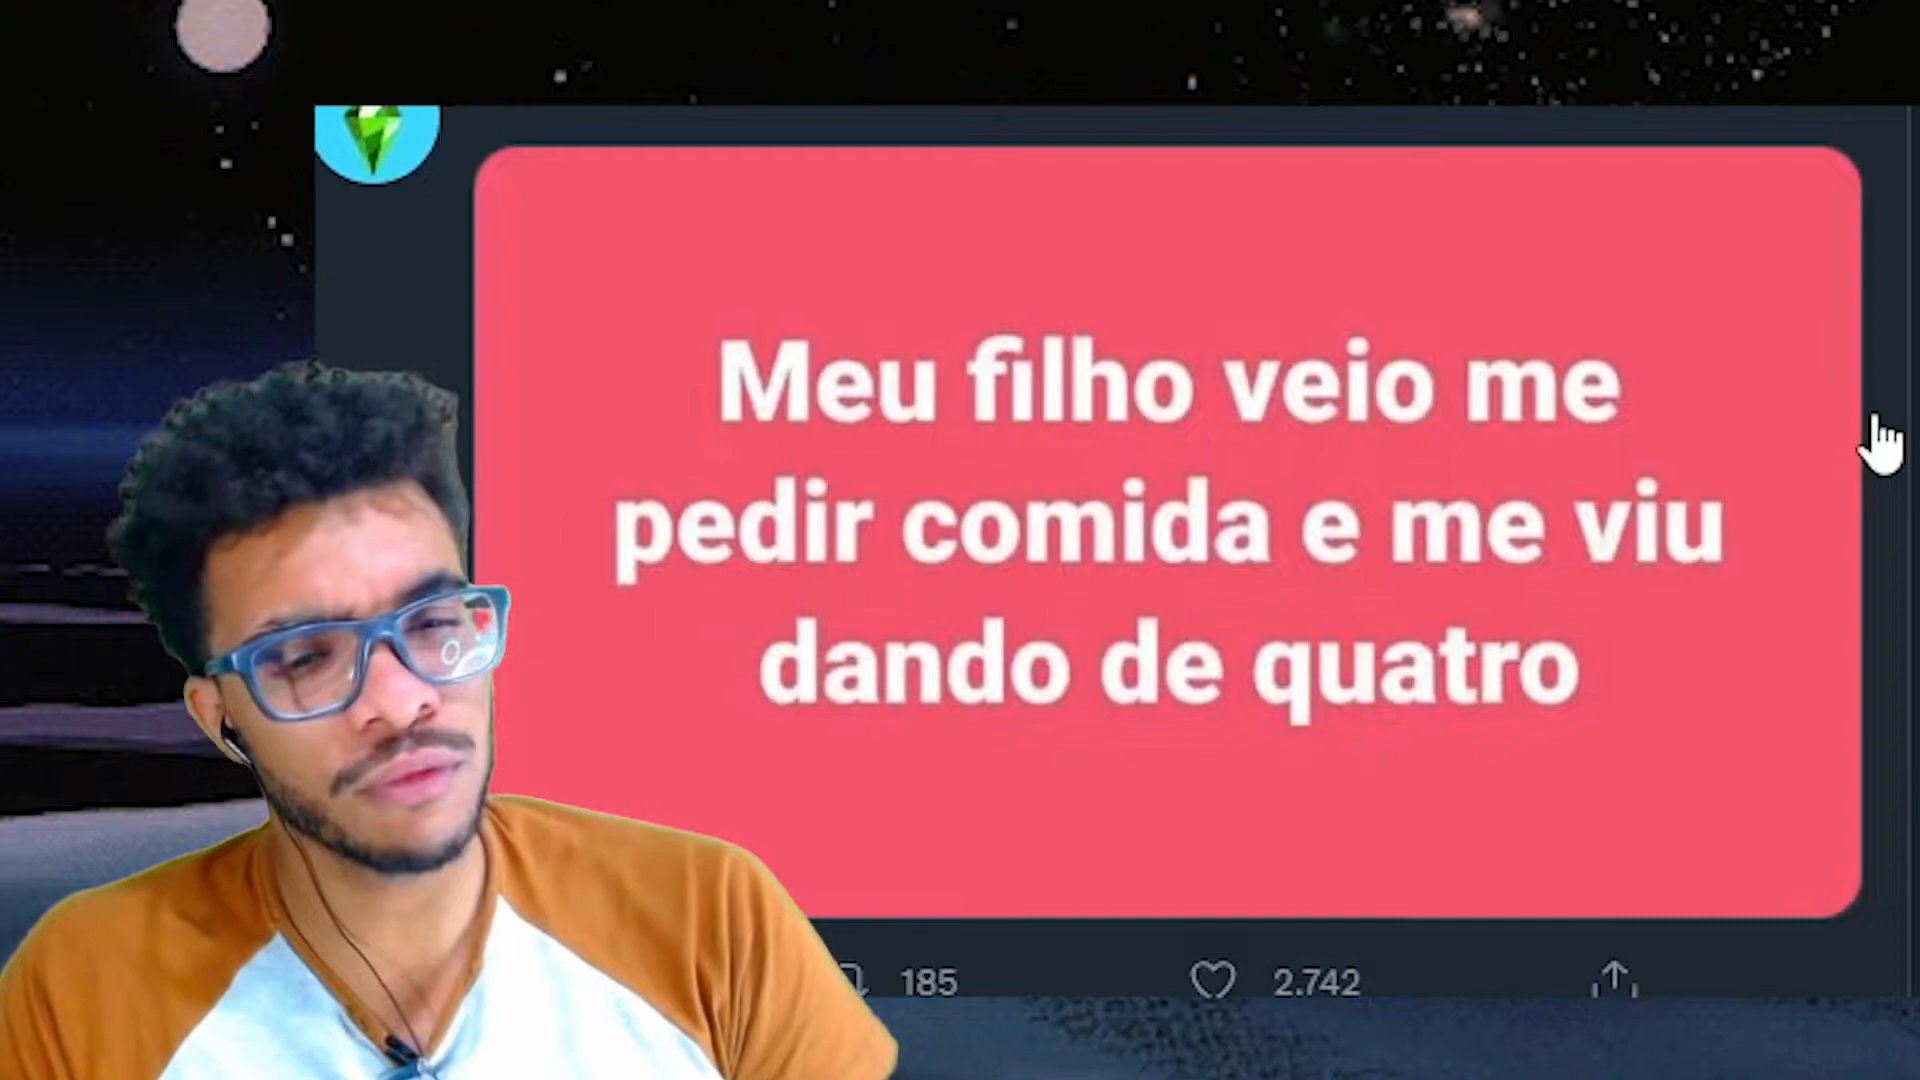 Meu filho veio me
pedir comida e me viu
dando de quatro
185 2.742